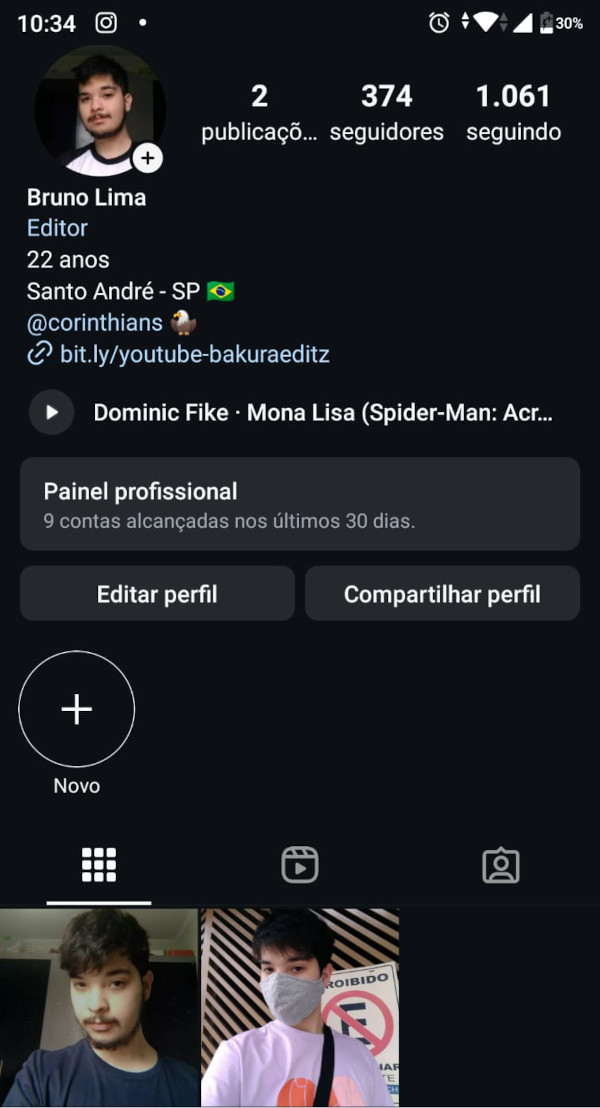 10:34
30%
2 374 1.061
publicaçõ... seguidores seguindo
Bruno Lima
Editor
22 anos
Santo André - SP 🇧🇷
@corinthians 🦅
bit.ly/youtube-bakuraeditz
Dominic Fike · Mona Lisa (Spider-Man: Acr...
Painel profissional
9 contas alcançadas nos últimos 30 dias.
Editar perfil Compartilhar perfil
Novo
ROIBIDO
E